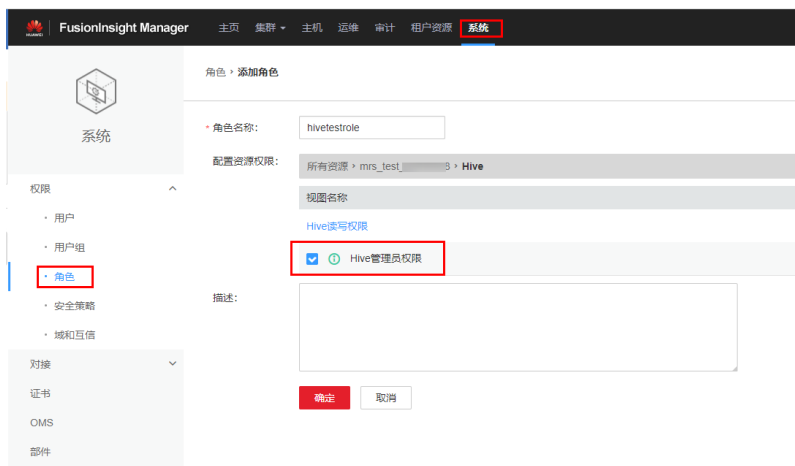 HUAWEI FusionInsight Manager 主页 集群 主机 运维 审计 租户资源 系统
角色 › 添加角色
系统
* 角色名称： hivetestrole
配置资源权限： 所有资源 › mrs_test_ 8 › Hive
视图名称
Hive读写权限
Hive管理员权限
描述：
确定 取消
权限
· 用户
· 用户组
· 角色
· 安全策略
· 域和互信
对接
证书
OMS
部件